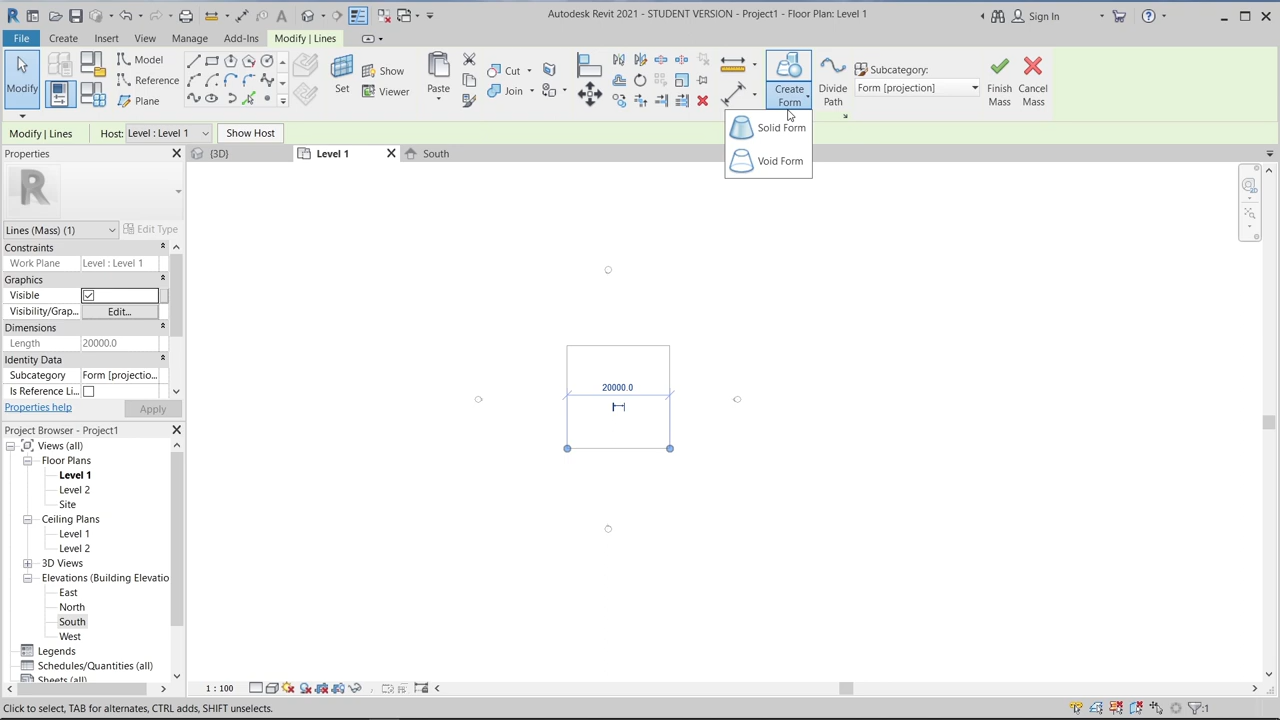 Autodesk Revit 2021 - STUDENT VERSION - Project1 - Floor Plan: Level 1
Sign In
File
Create
Insert
Annotate
View
Manage
Add-Ins
Modify | Lines
Modify
Model
Reference
Plane
Set
Show
Viewer
Paste
Cut
Join
Create
Form
Divide
Path
Subcategory:
Form [projection]
Finish
Mass
Cancel
Mass
Solid Form
Void Form
Modify | Lines
Host:
Level : Level 1
Show Host
Properties
{3D}
Level 1
South
Lines (Mass) (1)
Edit Type
Constraints
Work Plane
Level : Level 1
Graphics
Visible
Visibility/Grap...
Edit...
Dimensions
Length
20000.0
Identity Data
Subcategory
Form [projectio...
Is Reference Li...
Properties help
Apply
20000.0
Project Browser - Project1
Views (all)
Floor Plans
Level 1
Level 2
Site
Ceiling Plans
Level 1
Level 2
3D Views
Elevations (Building Elevatio
East
North
South
West
Legends
Schedules/Quantities (all)
Sheets (all)
1 : 100
Click to select, TAB for alternates, CTRL adds, SHIFT unselects.
:1